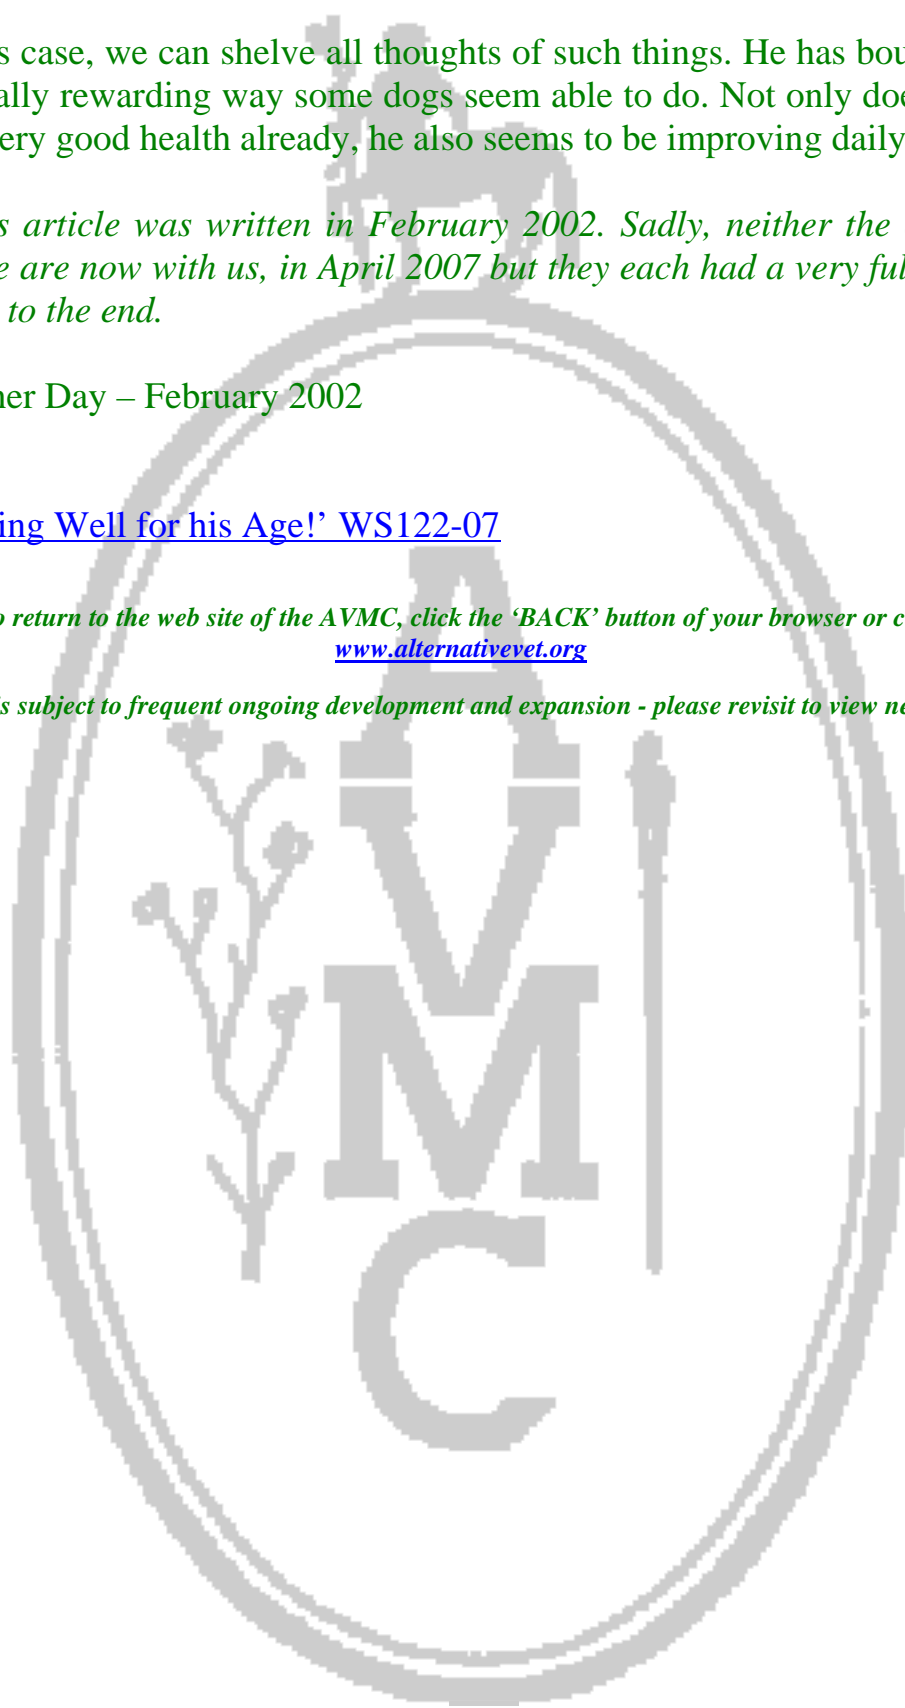 s case, we can shelve all thoughts of such things. He has bou
ally rewarding way some dogs seem able to do. Not only doe
ery good health already, he also seems to be improving daily
s article was written in February 2002. Sadly, neither the
e are now with us, in April 2007 but they each had a very ful
to the end.
ner Day – February 2002
ing Well for his Age!’ WS122-07
o return to the web site of the AVMC, click the ‘BACK’ button of your browser or c
www.alternativevet.org
s subject to frequent ongoing development and expansion - please revisit to view ne
A
V
M
C